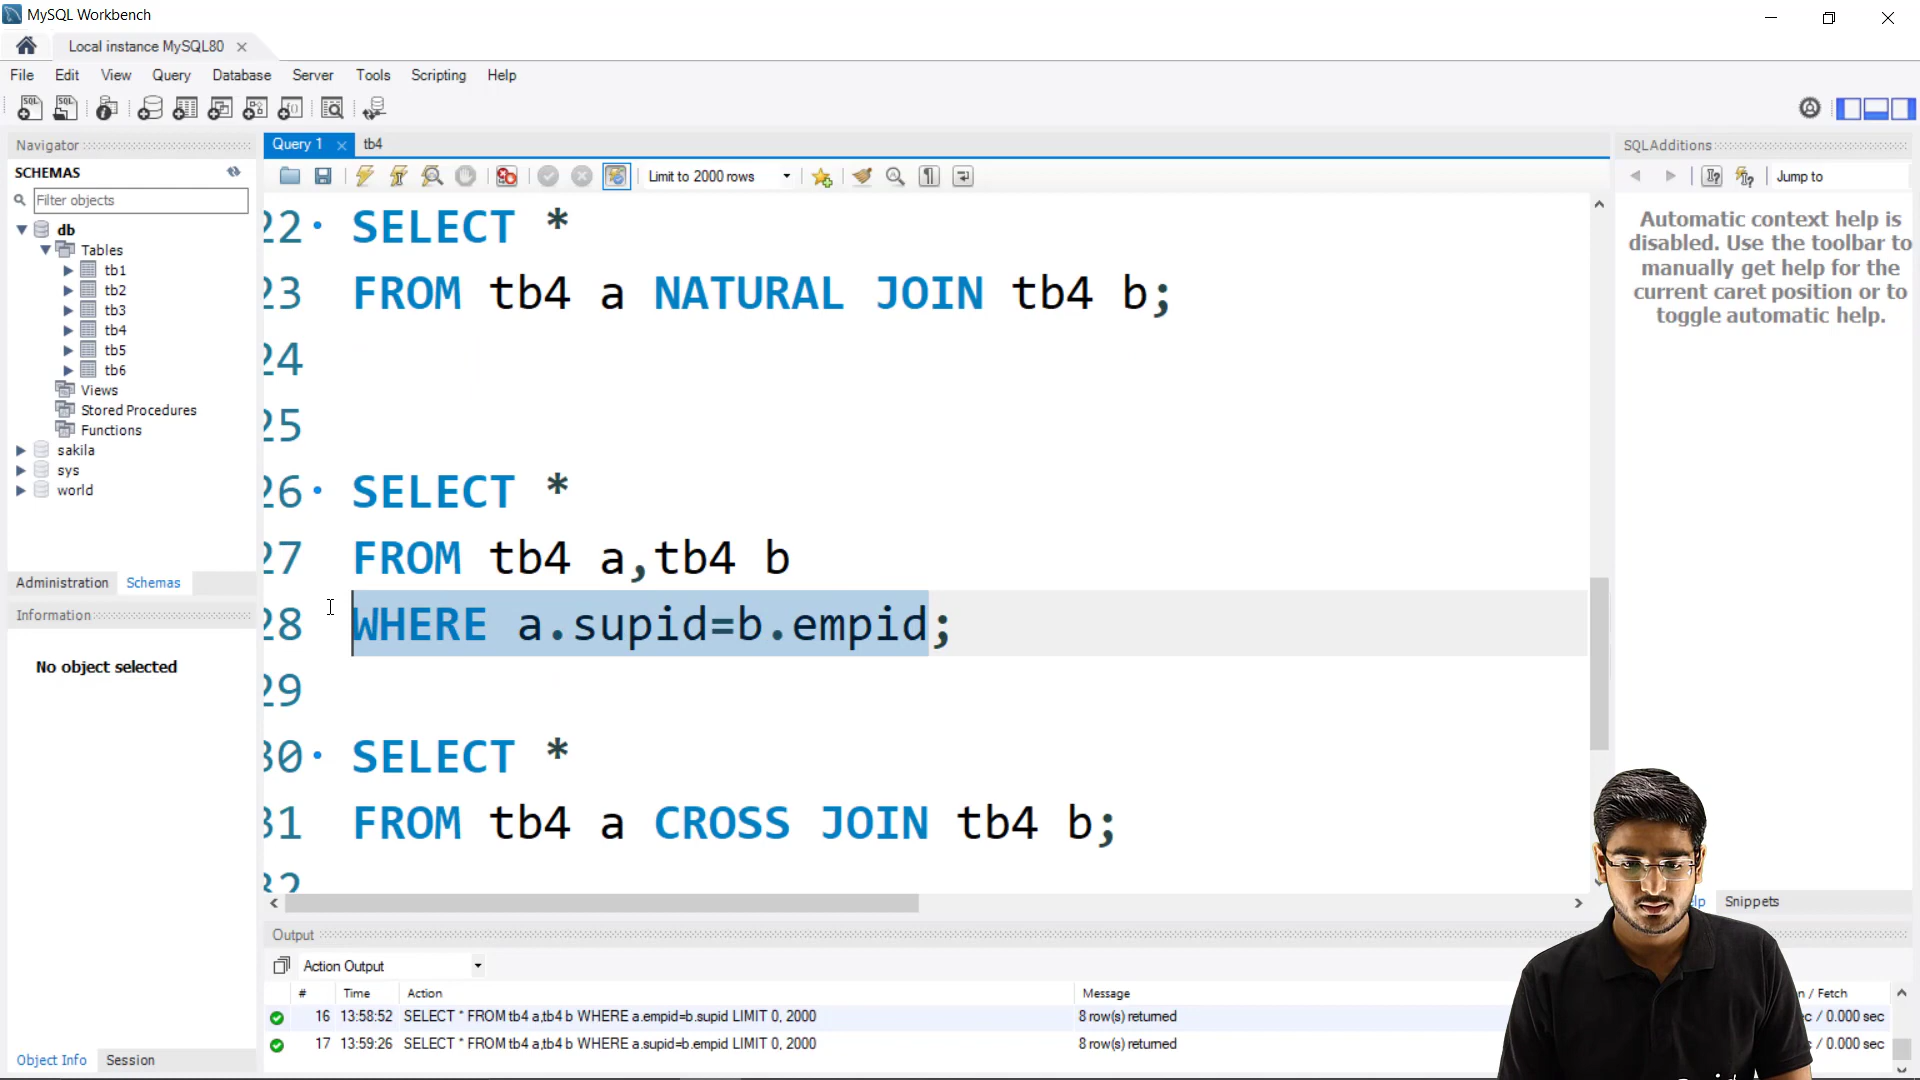 MySQL Workbench
Local instance MySQL80
File Edit View Query Database Server Tools Scripting Help
Navigator
SCHEMAS
Filter objects
db
Tables
tb1
tb2
tb3
tb4
tb5
tb6
Views
Stored Procedures
Functions
sakila
sys
world
Administration Schemas
Information
No object selected
Object Info Session
Query 1 tb4
Limit to 2000 rows
22 SELECT *
23 FROM tb4 a NATURAL JOIN tb4 b;
24
25
26 SELECT *
27 FROM tb4 a,tb4 b
28 WHERE a.supid=b.empid;
29
30 SELECT *
31 FROM tb4 a CROSS JOIN tb4 b;
32
Output
Action Output
# Time Action Message n / Fetch
16 13:58:52 SELECT * FROM tb4 a,tb4 b WHERE a.empid=b.supid LIMIT 0, 2000 8 row(s) returned c / 0.000 sec
17 13:59:26 SELECT * FROM tb4 a,tb4 b WHERE a.supid=b.empid LIMIT 0, 2000 8 row(s) returned c / 0.000 sec
SQLAdditions
Jump to
Automatic context help is
disabled. Use the toolbar to
manually get help for the
current caret position or to
toggle automatic help.
lp Snippets